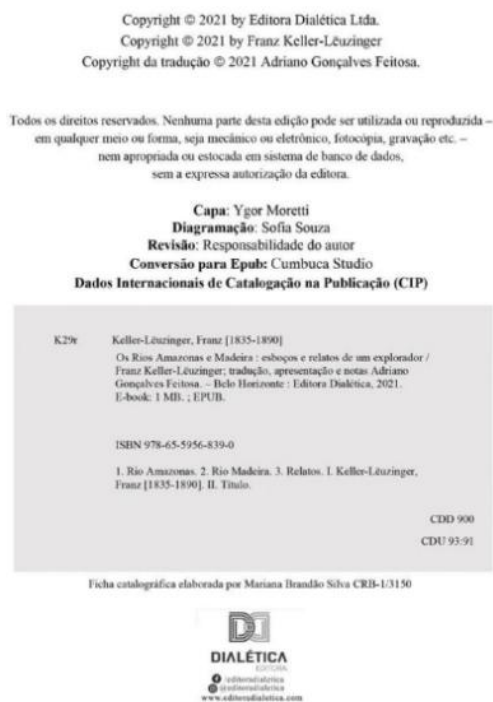 Copyright © 2021 by Editora Dialética Ltda.
Copyright © 2021 by Franz Keller-Lëuzinger
Copyright da tradução © 2021 Adriano Gonçalves Feitosa.
Todos os direitos reservados. Nenhuma parte desta edição pode ser utilizada ou reproduzida –
em qualquer meio ou forma, seja mecânico ou eletrônico, fotocópia, gravação etc. –
nem apropriada ou estocada em sistema de banco de dados,
sem a expressa autorização da editora.
Capa: Ygor Moretti
Diagramação: Sofia Souza
Revisão: Responsabilidade do autor
Conversão para Epub: Cumbuca Studio
Dados Internacionais de Catalogação na Publicação (CIP)
K29r Keller-Lëuzinger, Franz [1835-1890]
Os Rios Amazonas e Madeira : esboços e relatos de um explorador /
Franz Keller-Lëuzinger; tradução, apresentação e notas Adriano
Gonçalves Feitosa. – Belo Horizonte : Editora Dialética, 2021.
E-book: 1 MB. ; EPUB.
ISBN 978-65-5956-839-0
1. Rio Amazonas. 2. Rio Madeira. 3. Relatos. I. Keller-Lëuzinger,
Franz [1835-1890]. II. Título.
CDD 900
CDU 93:91
Ficha catalográfica elaborada por Mariana Brandão Silva CRB-1/3150
DIALÉTICA
EDITORA
/editoradialetica
@editoradialetica
www.editoradialetica.com